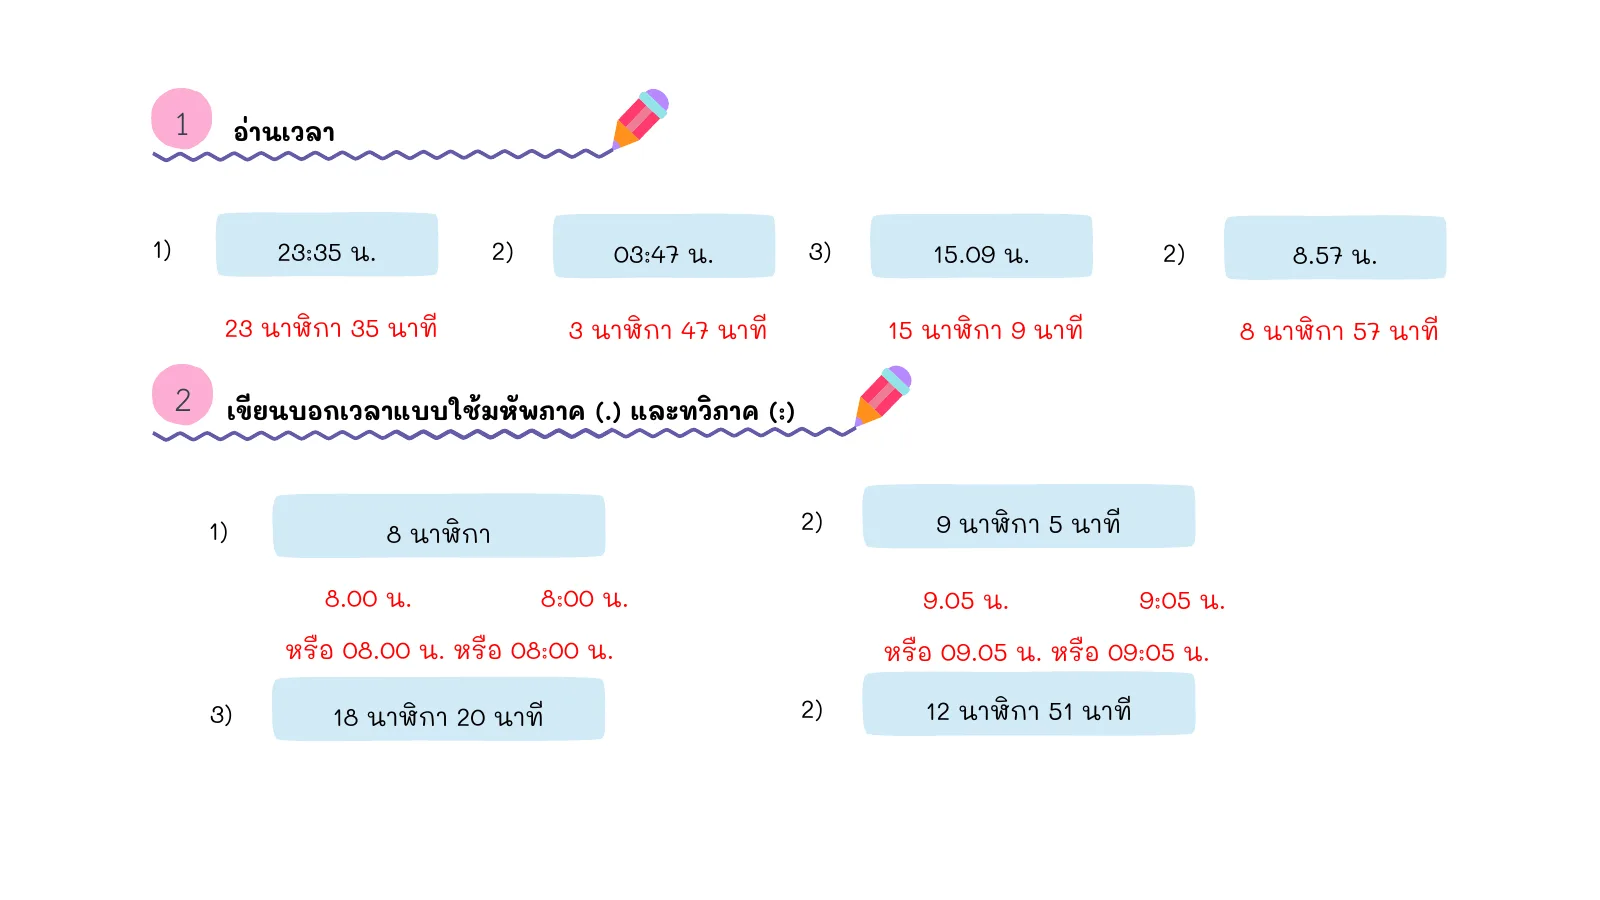 1 อ่านเวลา
1) 23:35 น. 2) 03:47 น. 3) 15.09 น. 2) 8.57 น.
23 นาฬิกา 35 นาที 3 นาฬิกา 47 นาที 15 นาฬิกา 9 นาที 8 นาฬิกา 57 นาที
2 เขียนบอกเวลาแบบใช้มหัพภาค (.) และทวิภาค (:)
1) 8 นาฬิกา 2) 9 นาฬิกา 5 นาที
8.00 น. 8:00 น. 9.05 น. 9:05 น.
หรือ 08.00 น. หรือ 08:00 น. หรือ 09.05 น. หรือ 09:05 น.
3) 18 นาฬิกา 20 นาที 2) 12 นาฬิกา 51 นาที